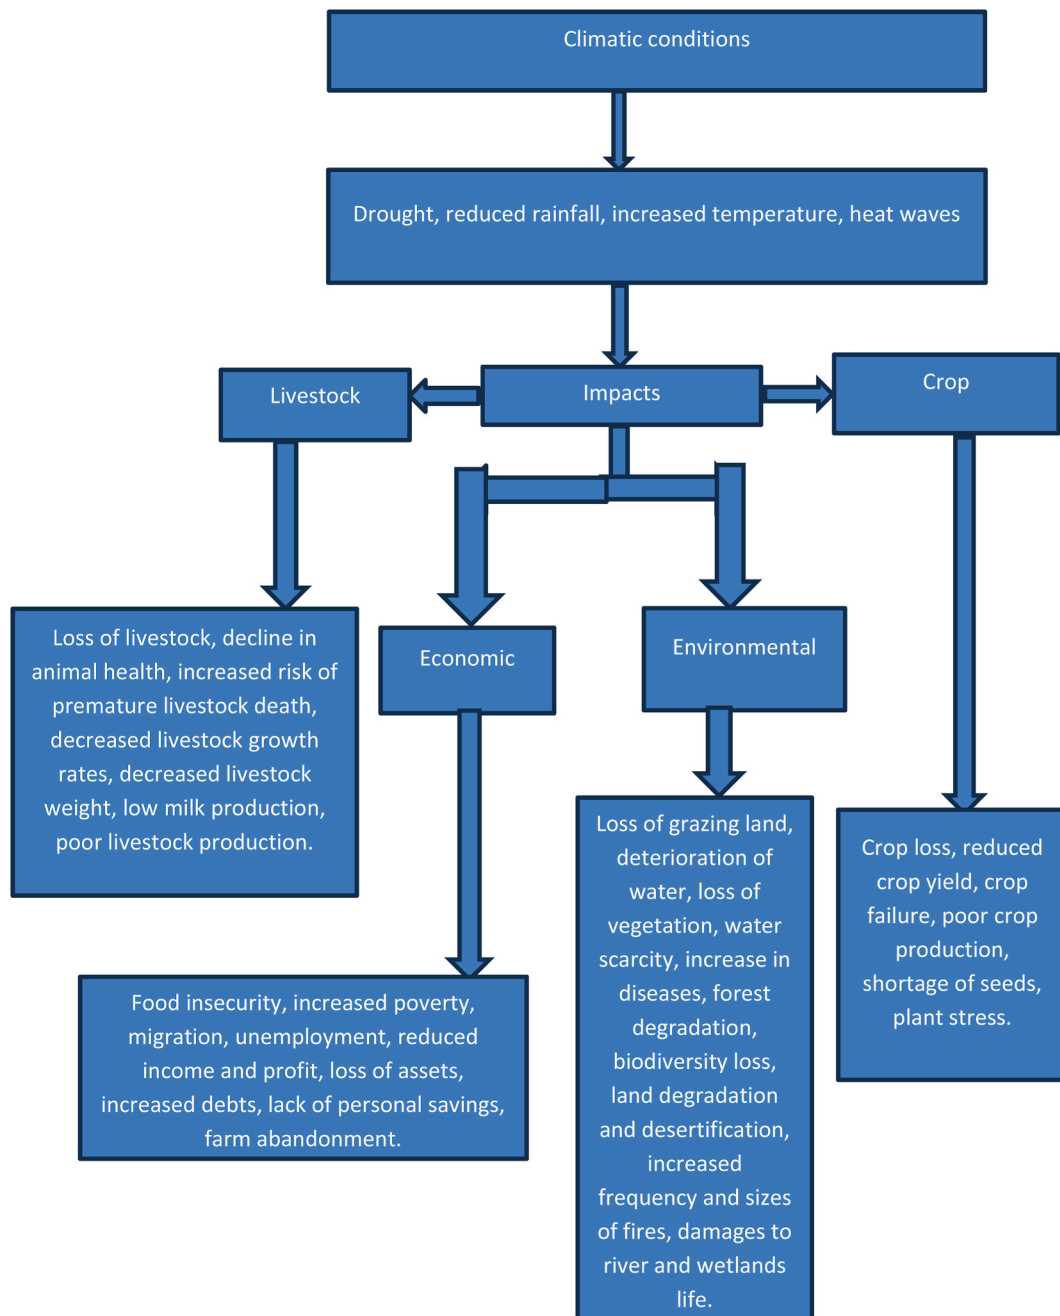 Climatic conditions
Drought, reduced rainfall, increased temperature, heat waves
Livestock
Impacts
Crop
Loss of livestock, decline in
animal health, increased risk of
premature livestock death,
decreased livestock growth
rates, decreased livestock
weight, low milk production,
poor livestock production.
Economic
Environmental
Food insecurity, increased poverty,
migration, unemployment, reduced
income and profit, loss of assets,
increased debts, lack of personal savings,
farm abandonment.
Loss of grazing land,
deterioration of
water, loss of
vegetation, water
scarcity, increase in
diseases, forest
degradation,
biodiversity loss,
land degradation
and desertification,
increased
frequency and sizes
of fires, damages to
river and wetlands
life.
Crop loss, reduced
crop yield, crop
failure, poor crop
production,
shortage of seeds,
plant stress.